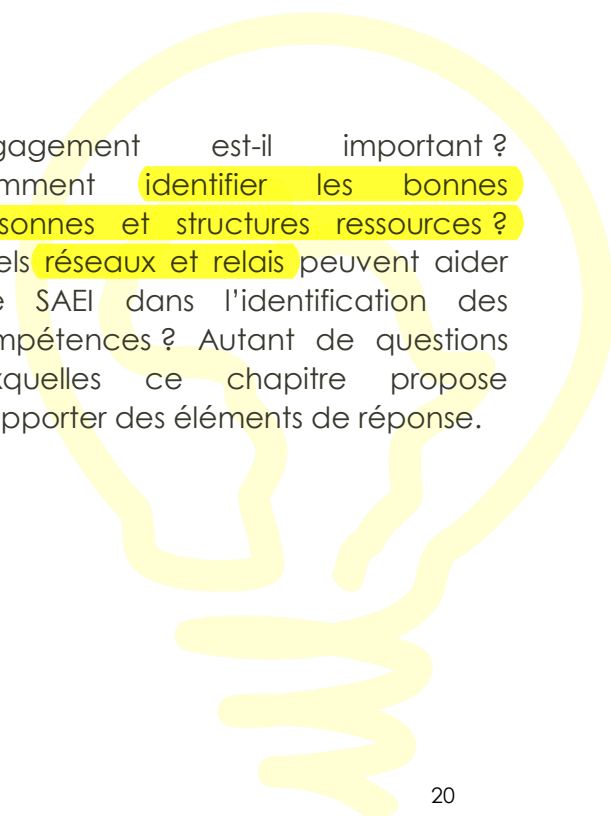 gagement est-il important ?
mment identifier les bonnes
sonnes et structures ressources ?
els réseaux et relais peuvent aider
e SAEI dans l’identification des
mpétences ? Autant de questions
xquelles ce chapitre propose
pporter des éléments de réponse.
20